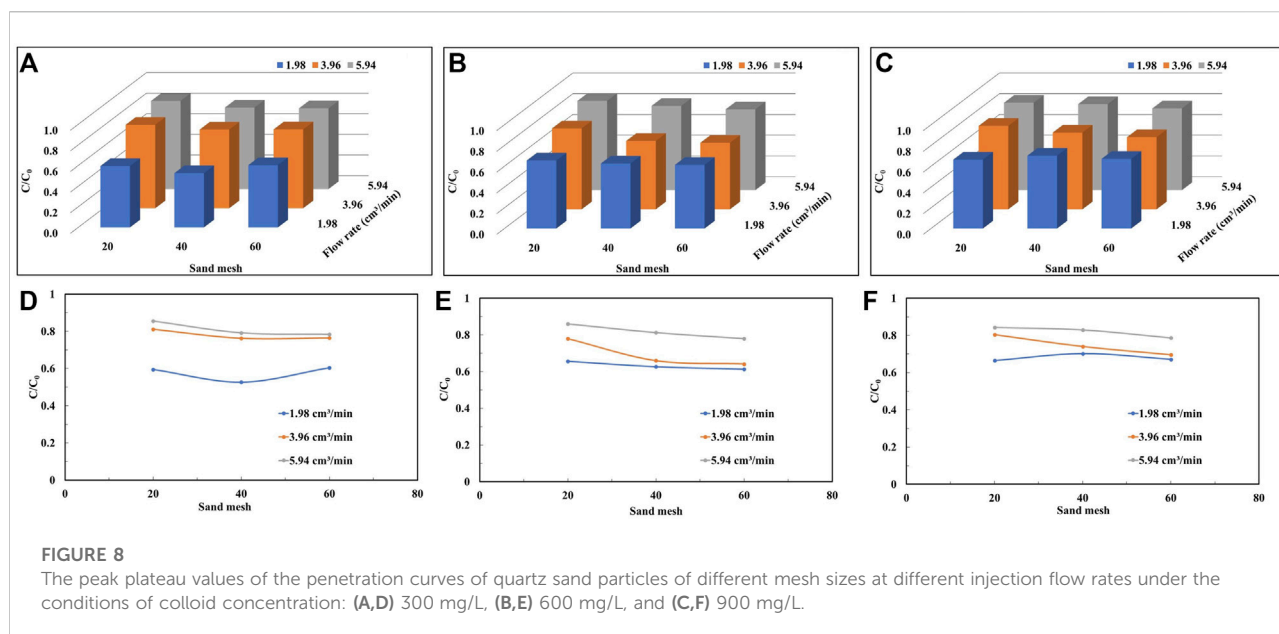 A
1.98 3.96 5.94
1.0
0.8
0.6
0.4
0.2
0.0
C/C₀
20 40 60
Sand mesh
1.98
3.96
5.94
Flow rate (cm³/min)
B
1.98 3.96 5.94
1.0
0.8
0.6
0.4
0.2
0.0
C/C₀
20 40 60
Sand mesh
1.98
3.96
5.94
Flow rate (cm³/min)
C
1.98 3.96 5.94
1.0
0.8
0.6
0.4
0.2
0.0
C/C₀
20 40 60
Sand mesh
1.98
3.96
5.94
Flow rate (cm³/min)
D
1
0.8
0.6
0.4
0.2
0
C/C₀
1.98 cm³/min
3.96 cm³/min
5.94 cm³/min
0 20 40 60 80
Sand mesh
E
1
0.8
0.6
0.4
0.2
0
C/C₀
1.98 cm³/min
3.96 cm³/min
5.94 cm³/min
0 20 40 60 80
Sand mesh
F
1
0.8
0.6
0.4
0.2
0
C/C₀
1.98 cm³/min
3.96 cm³/min
5.94 cm³/min
0 20 40 60 80
Sand mesh
FIGURE 8
The peak plateau values of the penetration curves of quartz sand particles of different mesh sizes at different injection flow rates under the
conditions of colloid concentration: (A,D) 300 mg/L, (B,E) 600 mg/L, and (C,F) 900 mg/L.